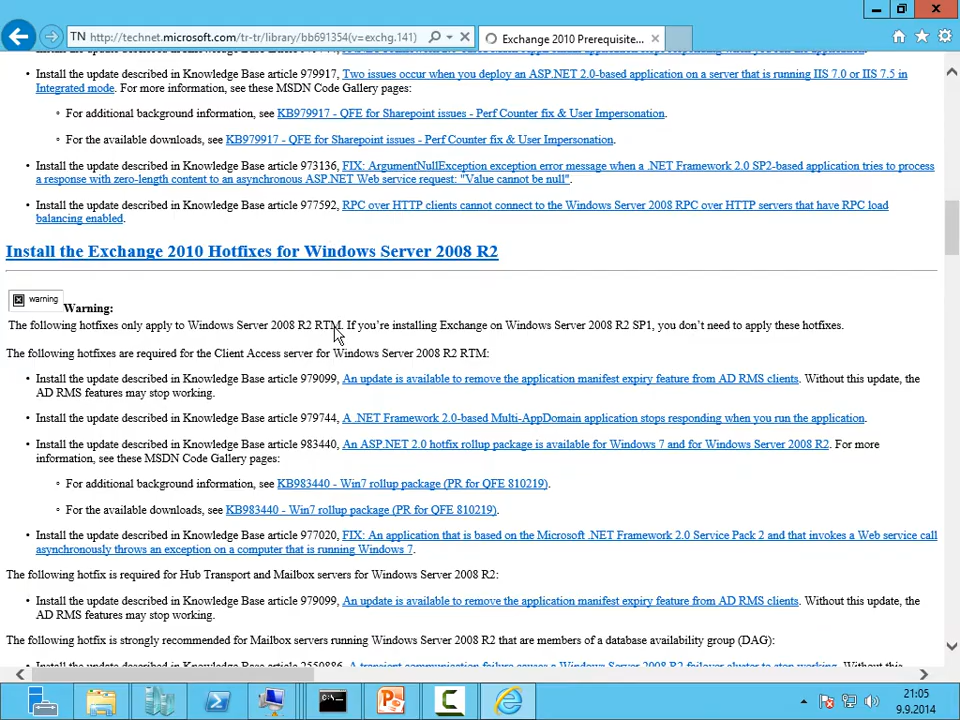 TN http://technet.microsoft.com/tr-tr/library/bb691354(v=exchg.141)
Exchange 2010 Prerequisite...
Install the update described in Knowledge Base article 979917, Two issues occur when you deploy an ASP.NET 2.0-based application on a server that is running IIS 7.0 or IIS 7.5 in
Integrated mode. For more information, see these MSDN Code Gallery pages:
For additional background information, see KB979917 - QFE for Sharepoint issues - Perf Counter fix & User Impersonation.
For the available downloads, see KB979917 - QFE for Sharepoint issues - Perf Counter fix & User Impersonation.
Install the update described in Knowledge Base article 973136, FIX: ArgumentNullException exception error message when a .NET Framework 2.0 SP2-based application tries to process
a response with zero-length content to an asynchronous ASP.NET Web service request: "Value cannot be null".
Install the update described in Knowledge Base article 977592, RPC over HTTP clients cannot connect to the Windows Server 2008 RPC over HTTP servers that have RPC load
balancing enabled.
Install the Exchange 2010 Hotfixes for Windows Server 2008 R2
warning Warning:
The following hotfixes only apply to Windows Server 2008 R2 RTM. If you're installing Exchange on Windows Server 2008 R2 SP1, you don't need to apply these hotfixes.
The following hotfixes are required for the Client Access server for Windows Server 2008 R2 RTM:
Install the update described in Knowledge Base article 979099, An update is available to remove the application manifest expiry feature from AD RMS clients. Without this update, the
AD RMS features may stop working.
Install the update described in Knowledge Base article 979744, A .NET Framework 2.0-based Multi-AppDomain application stops responding when you run the application.
Install the update described in Knowledge Base article 983440, An ASP.NET 2.0 hotfix rollup package is available for Windows 7 and for Windows Server 2008 R2. For more
information, see these MSDN Code Gallery pages:
For additional background information, see KB983440 - Win7 rollup package (PR for QFE 810219).
For the available downloads, see KB983440 - Win7 rollup package (PR for QFE 810219).
Install the update described in Knowledge Base article 977020, FIX: An application that is based on the Microsoft .NET Framework 2.0 Service Pack 2 and that invokes a Web service call
asynchronously throws an exception on a computer that is running Windows 7.
The following hotfix is required for Hub Transport and Mailbox servers for Windows Server 2008 R2:
Install the update described in Knowledge Base article 979099, An update is available to remove the application manifest expiry feature from AD RMS clients. Without this update, the
AD RMS features may stop working.
The following hotfix is strongly recommended for Mailbox servers running Windows Server 2008 R2 that are members of a database availability group (DAG):
Install the update described in Knowledge Base article 2550886, A transient communication failure causes a Windows Server 2008 R2 failover cluster to stop working. Without this
21:05
9.9.2014